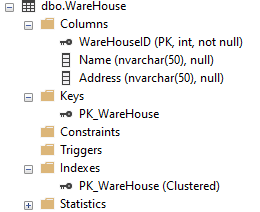 dbo.WareHouse
Columns
WareHouseID (PK, int, not null)
Name (nvarchar(50), null)
Address (nvarchar(50), null)
Keys
PK_WareHouse
Constraints
Triggers
Indexes
PK_WareHouse (Clustered)
Statistics